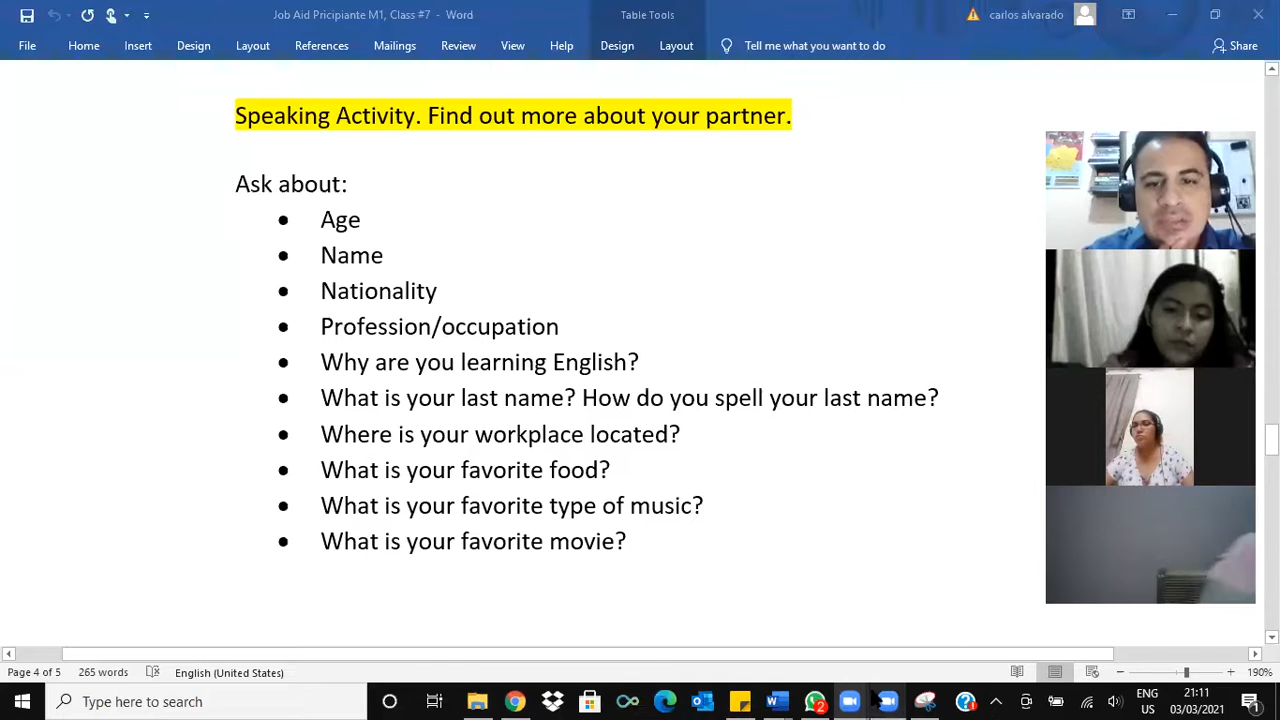 Job Aid Pricipiante M1, Class #7 - Word
Table Tools
carlos alvarado
File Home Insert Design Layout References Mailings Review View Help Design Layout Tell me what you want to do Share
Speaking Activity. Find out more about your partner.
Ask about:
• Age
• Name
• Nationality
• Profession/occupation
• Why are you learning English?
• What is your last name? How do you spell your last name?
• Where is your workplace located?
• What is your favorite food?
• What is your favorite type of music?
• What is your favorite movie?
Page 4 of 5 265 words English (United States) 190%
Type here to search
2
ENG
US
21:11
03/03/2021
1